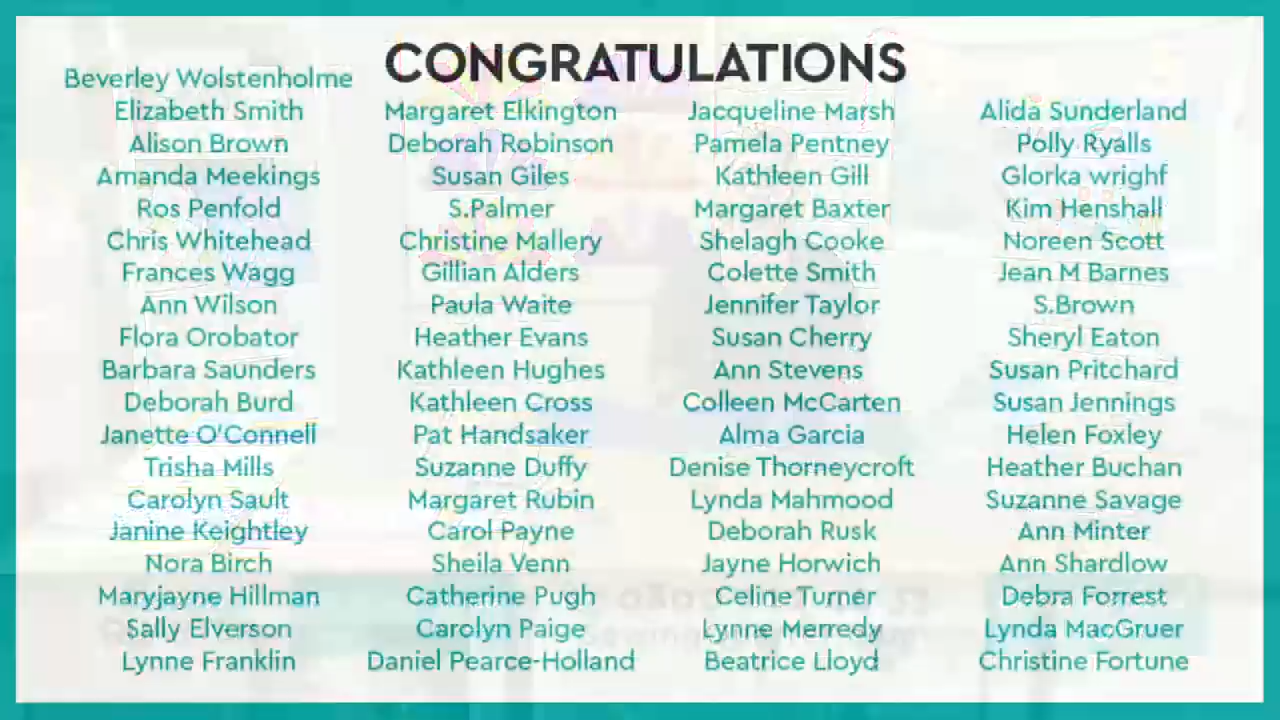 CONGRATULATIONS
Beverley Wolstenholme
Elizabeth Smith
Alison Brown
Amanda Meekings
Ros Penfold
Chris Whitehead
Frances Wagg
Ann Wilson
Flora Orobator
Barbara Saunders
Deborah Burd
Janette O'Connell
Trisha Mills
Carolyn Sault
Janine Keightley
Nora Birch
Maryjayne Hillman
Sally Elverson
Lynne Franklin
Margaret Elkington
Deborah Robinson
Susan Giles
S.Palmer
Christine Mallery
Gillian Alders
Paula Waite
Heather Evans
Kathleen Hughes
Kathleen Cross
Pat Handsaker
Suzanne Duffy
Margaret Rubin
Carol Payne
Sheila Venn
Catherine Pugh
Carolyn Paige
Daniel Pearce-Holland
Jacqueline Marsh
Pamela Pentney
Kathleen Gill
Margaret Baxter
Shelagh Cooke
Colette Smith
Jennifer Taylor
Susan Cherry
Ann Stevens
Colleen McCarten
Alma Garcia
Denise Thorneycroft
Lynda Mahmood
Deborah Rusk
Jayne Horwich
Celine Turner
Lynne Merredy
Beatrice Lloyd
Alida Sunderland
Polly Ryalls
Glorka wrighf
Kim Henshall
Noreen Scott
Jean M Barnes
S.Brown
Sheryl Eaton
Susan Pritchard
Susan Jennings
Helen Foxley
Heather Buchan
Suzanne Savage
Ann Minter
Ann Shardlow
Debra Forrest
Lynda MacGruer
Christine Fortune